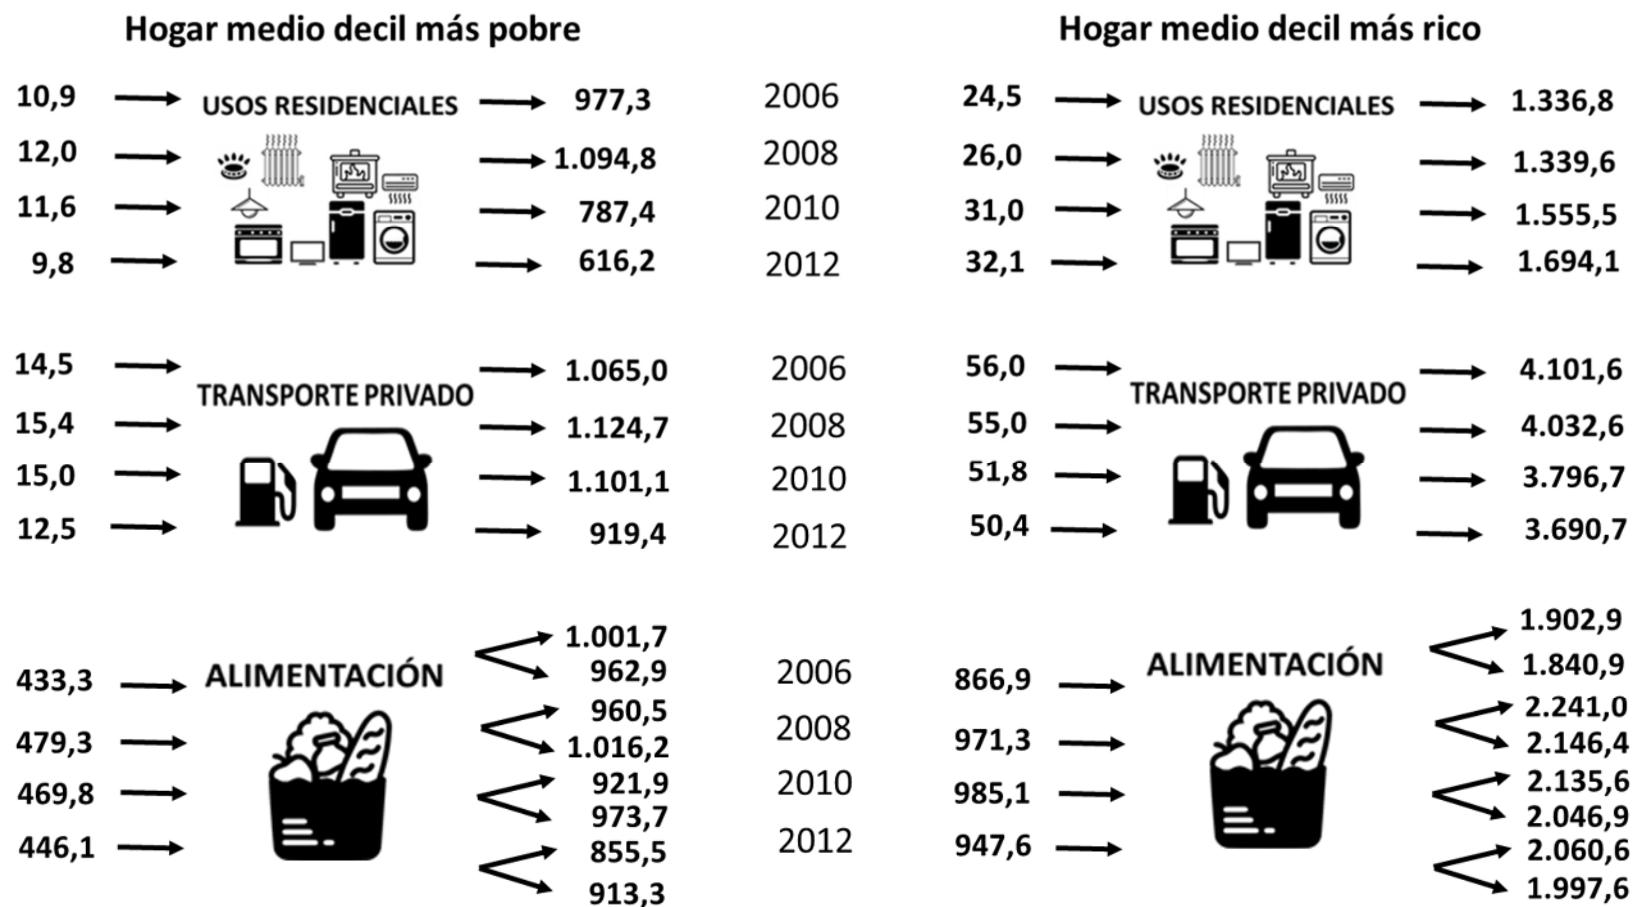 Hogar medio decil más pobre
Hogar medio decil más rico
10,9 USOS RESIDENCIALES 977,3 2006 24,5 USOS RESIDENCIALES 1.336,8
12,0 1.094,8 2008 26,0 1.339,6
11,6 787,4 2010 31,0 1.555,5
9,8 616,2 2012 32,1 1.694,1
14,5 1.065,0 2006 56,0 4.101,6
TRANSPORTE PRIVADO TRANSPORTE PRIVADO
15,4 1.124,7 2008 55,0 4.032,6
15,0 1.101,1 2010 51,8 3.796,7
12,5 919,4 2012 50,4 3.690,7
1.001,7 1.902,9
433,3 ALIMENTACIÓN 962,9 2006 866,9 ALIMENTACIÓN 1.840,9
960,5 2.241,0
479,3 1.016,2 2008 971,3 2.146,4
921,9 2.135,6
469,8 973,7 2010 985,1 2.046,9
446,1 855,5 2012 947,6 2.060,6
913,3 1.997,6